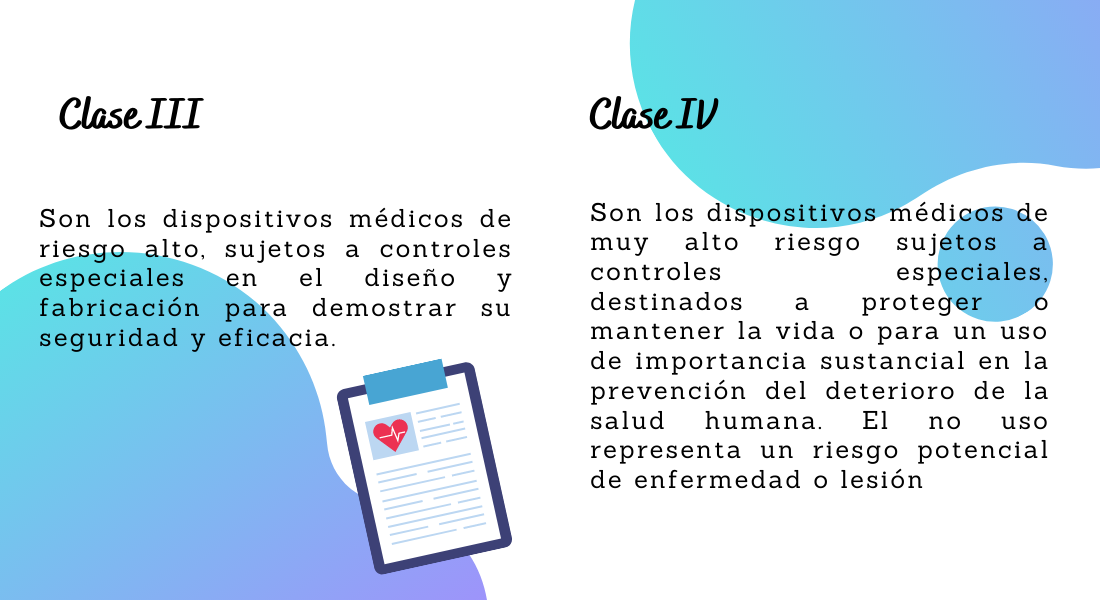 Clase III
Son los dispositivos médicos de
riesgo alto, sujetos a controles
especiales en el diseño y
fabricación para demostrar su
seguridad y eficacia.
Clase IV
Son los dispositivos médicos de
muy alto riesgo sujetos a
controles especiales,
destinados a proteger o
mantener la vida o para un uso
de importancia sustancial en la
prevención del deterioro de la
salud humana. El no uso
representa un riesgo potencial
de enfermedad o lesión